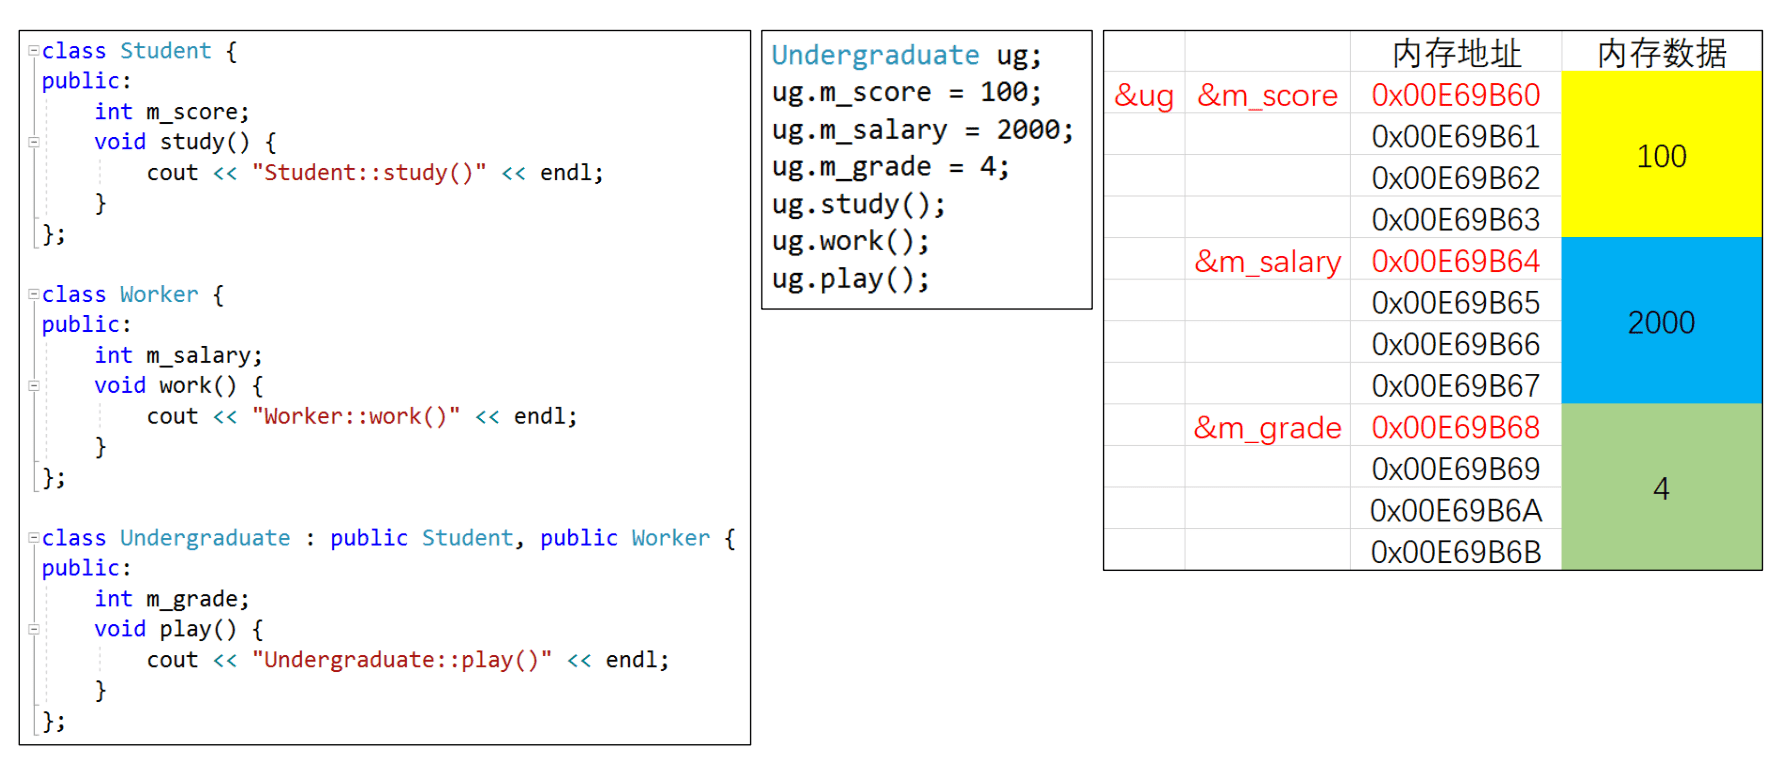 class Student {
public:
    int m_score;
    void study() {
        cout << "Student::study()" << endl;
    }
};
class Worker {
public:
    int m_salary;
    void work() {
        cout << "Worker::work()" << endl;
    }
};
class Undergraduate : public Student, public Worker {
public:
    int m_grade;
    void play() {
        cout << "Undergraduate::play()" << endl;
    }
};
Undergraduate ug;
ug.m_score = 100;
ug.m_salary = 2000;
ug.m_grade = 4;
ug.study();
ug.work();
ug.play();
内存地址 内存数据
&ug &m_score 0x00E69B60
0x00E69B61
100
0x00E69B62
0x00E69B63
&m_salary 0x00E69B64
0x00E69B65
2000
0x00E69B66
0x00E69B67
&m_grade 0x00E69B68
0x00E69B69
4
0x00E69B6A
0x00E69B6B